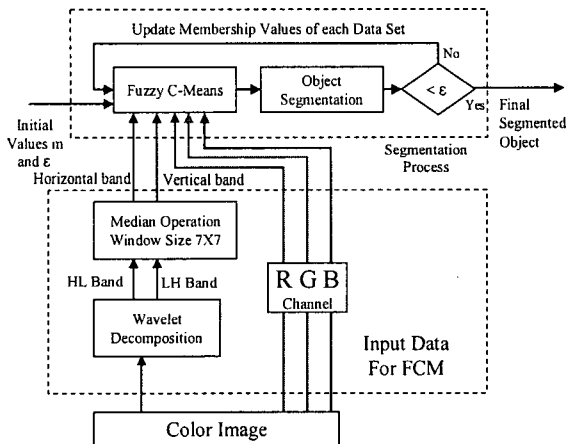 Update Membership Values of each Data Set
No
Fuzzy C-Means
Object
Segmentation
< ε
Yes
Final
Segmented
Object
Initial
Values m
and ε
Segmentation
Process
Horizontal band
Vertical band
Median Operation
Window Size 7X7
HL Band
LH Band
R G B
Channel
Wavelet
Decomposition
Input Data
For FCM
Color Image